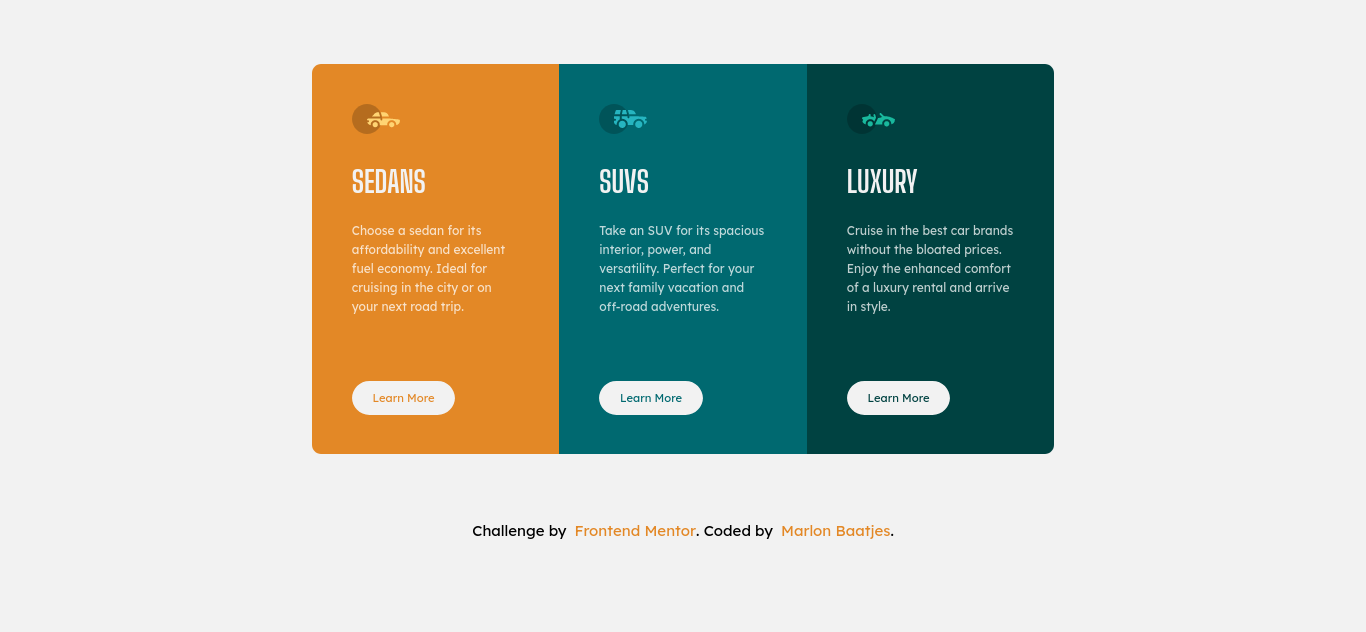 SEDANS
Choose a sedan for its
affordability and excellent
fuel economy. Ideal for
cruising in the city or on
your next road trip.
Learn More
SUVS
Take an SUV for its spacious
interior, power, and
versatility. Perfect for your
next family vacation and
off-road adventures.
Learn More
LUXURY
Cruise in the best car brands
without the bloated prices.
Enjoy the enhanced comfort
of a luxury rental and arrive
in style.
Learn More
Challenge by Frontend Mentor. Coded by Marlon Baatjes.